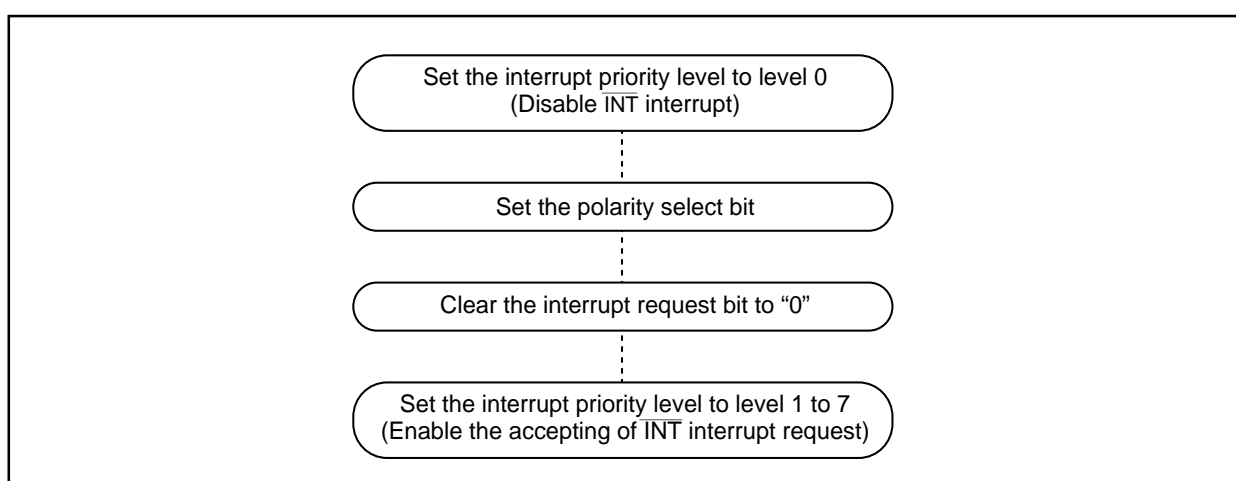 Set the interrupt priority level to level 0
(Disable INT interrupt)
Set the polarity select bit
Clear the interrupt request bit to “0”
Set the interrupt priority level to level 1 to 7
(Enable the accepting of INT interrupt request)